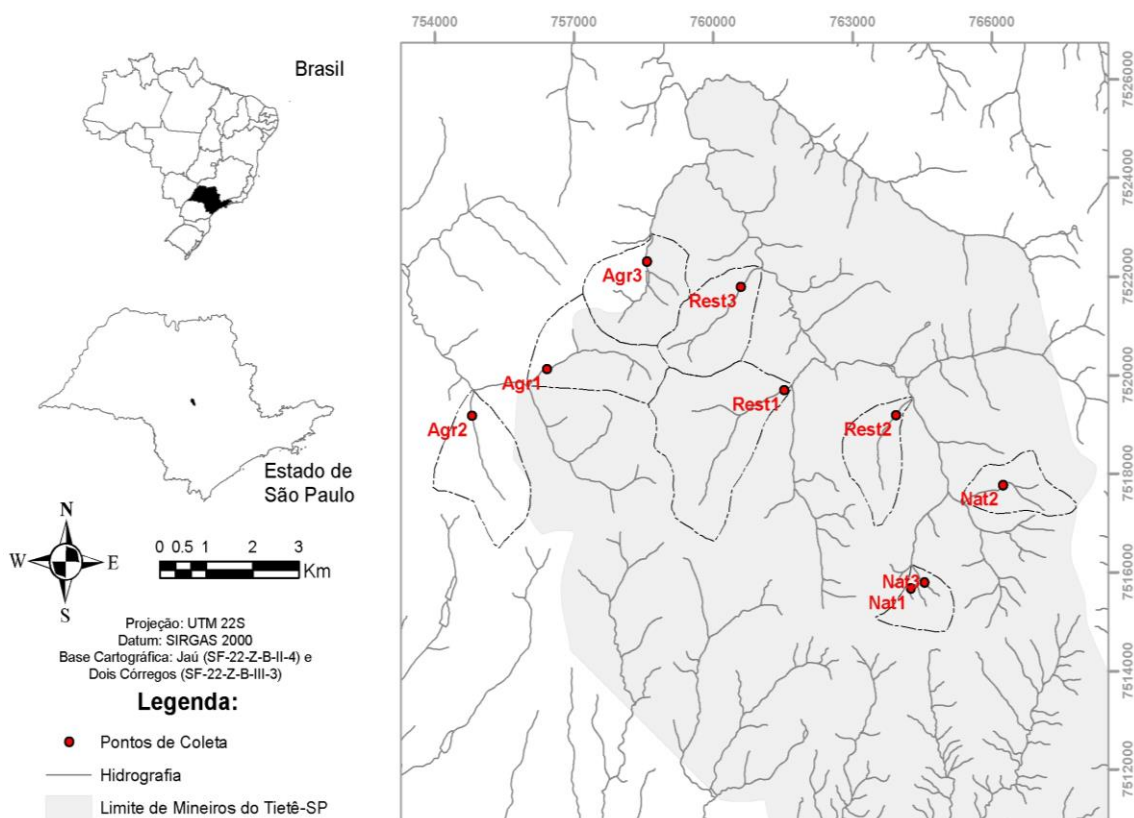 Brasil
Estado de
São Paulo
N
W E
S
0 0.5 1 2 3
Km
Projeção: UTM 22S
Datum: SIRGAS 2000
Base Cartográfica: Jaú (SF-22-Z-B-II-4) e
Dois Córregos (SF-22-Z-B-III-3)
Legenda:
Pontos de Coleta
Hidrografia
Limite de Mineiros do Tietê-SP
754000 757000 760000 763000 766000
7526000
7524000
7522000
7520000
7518000
7516000
7514000
7512000
Agr3
Rest3
Agr1
Rest1
Agr2
Rest2
Nat2
Nat3
Nat1